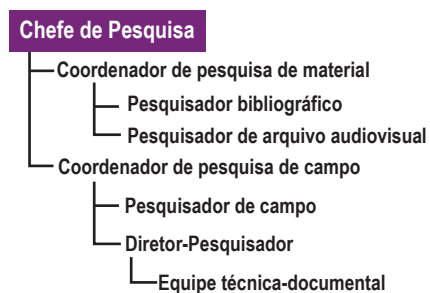 Chefe de Pesquisa
Coordenador de pesquisa de material
Pesquisador bibliográfico
Pesquisador de arquivo audiovisual
Coordenador de pesquisa de campo
Pesquisador de campo
Diretor-Pesquisador
Equipe técnica-documental